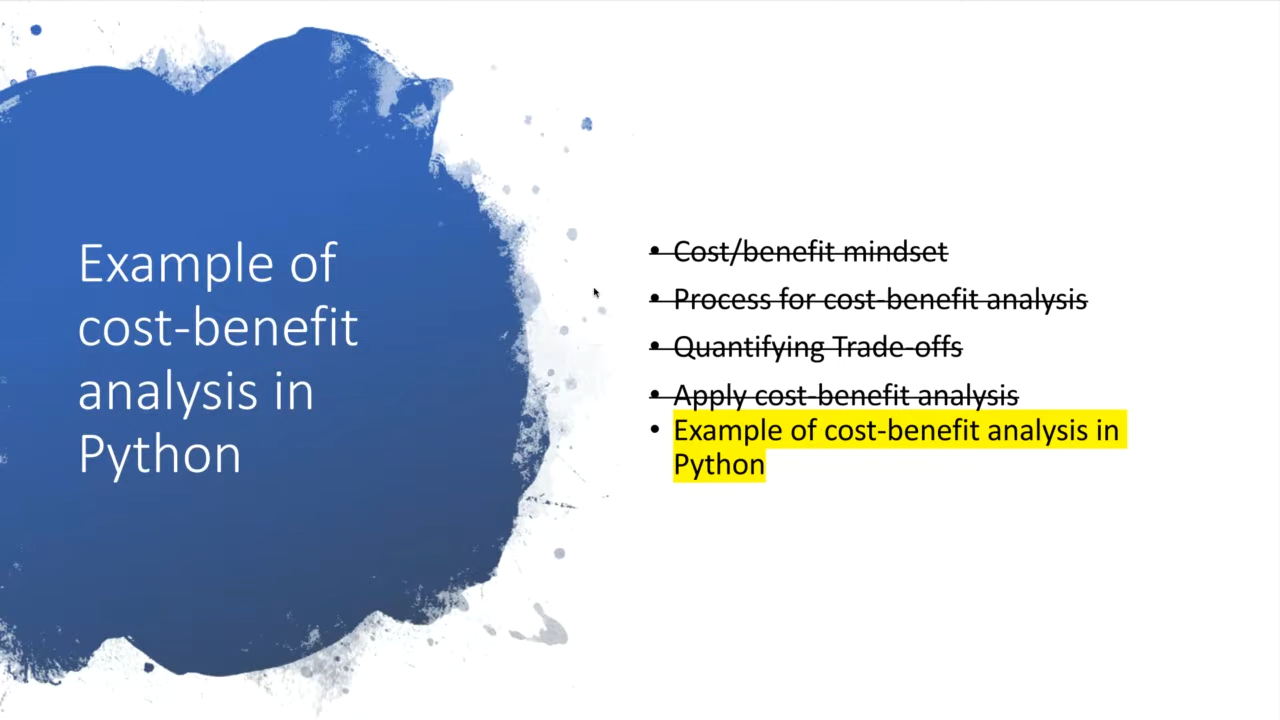 Example of
cost-benefit
analysis in
Python
• Cost/benefit mindset
• Process for cost-benefit analysis
• Quantifying Trade-offs
• Apply cost-benefit analysis
• Example of cost-benefit analysis in
Python